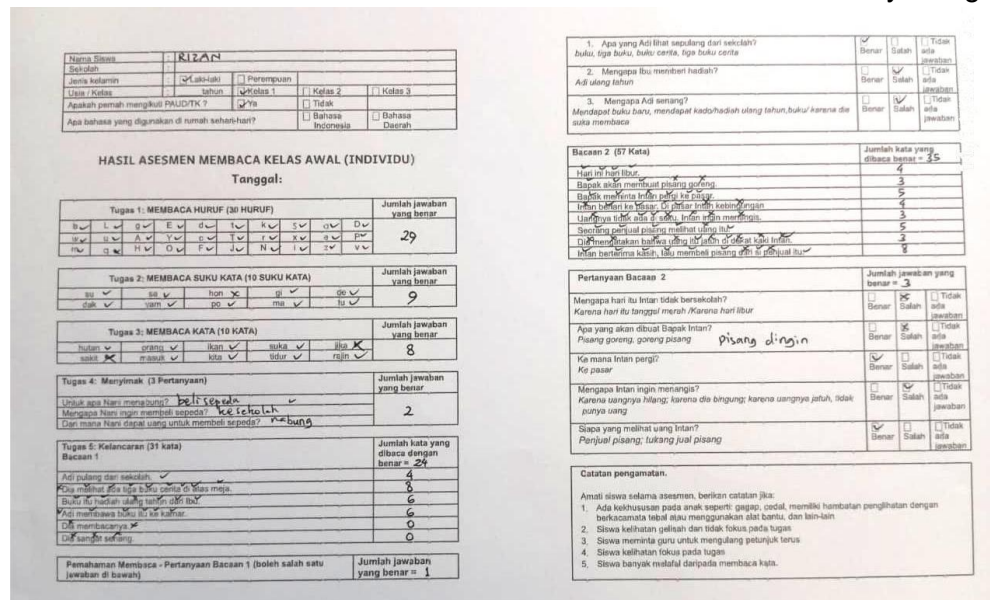 Nama Siswa : RIZAN
Sekolah :
Jenis kelamin : Laki-laki Perempuan
Usia / Kelas : tahun Kelas 1 Kelas 2 Kelas 3
Apakah pernah mengikuti PAUD/TK ? Ya Tidak
Apa bahasa yang digunakan di rumah sehari-hari? Bahasa Indonesia Bahasa Daerah
HASIL ASESMEN MEMBACA KELAS AWAL (INDIVIDU)
Tanggal:
Tugas 1: MEMBACA HURUF (30 HURUF) Jumlah jawaban yang benar
b L g E d t k S a D
w u A Y c T r X e P
m q H O F J N i z v
29
Tugas 2: MEMBACA SUKU KATA (10 SUKU KATA) Jumlah jawaban yang benar
su sa hon gi de
dak yam po ma tu
9
Tugas 3: MEMBACA KATA (10 KATA) Jumlah jawaban yang benar
hutan orang ikan suka jika
sakit masuk kita tidur rajin
8
Tugas 4: Menyimak (3 Pertanyaan) Jumlah jawaban yang benar
Untuk apa Nani menabung? beli sepeda
Mengapa Nani ingin membeli sepeda? kesekolah
Dari mana Nani dapat uang untuk membeli sepeda? nabung
2
Tugas 5: Kelancaran (31 kata)
Bacaan 1
Jumlah kata yang dibaca dengan benar = 24
Adi pulang dari sekolah. 4
Dia melihat ada tiga buku cerita di atas meja. 8
Buku itu hadiah ulang tahun dari Ibu. 6
Adi membawa buku itu ke kamar. 6
Dia membacanya 0
Dia sangat senang. 0
Pemahaman Membaca - Pertanyaan Bacaan 1 (boleh salah satu jawaban di bawah) Jumlah jawaban yang benar = 1
1. Apa yang Adi lihat sepulang dari sekolah? Benar Salah Tidak ada jawaban
buku, tiga buku, buku cerita, tiga buku cerita
2. Mengapa Ibu memberi hadiah? Benar Salah Tidak ada jawaban
Adi ulang tahun
3. Mengapa Adi senang? Benar Salah Tidak ada jawaban
Mendapat buku baru, mendapat kado/hadiah ulang tahun,buku/ karena dia
suka membaca
Bacaan 2 (57 Kata) Jumlah kata yang dibaca benar = 35
Hari ini hari libur. 4
Bapak akan membuat pisang goreng. 3
Bapak meminta Intan pergi ke pasar. 5
Intan berlari ke pasar. Di pasar Intan kebingungan 4
Uangnya tidak ada di saku. Intan ingin menangis. 3
Seorang penjual pisang melihat uang itu. 5
Dia mengatakan bahwa uang itu jatuh di dekat kaki Intan. 3
Intan berterima kasih, lalu membeli pisang dari si penjual itu. 8
Pertanyaan Bacaan 2 Jumlah jawaban yang benar = 3
Mengapa hari itu Intan tidak bersekolah? Benar Salah Tidak ada jawaban
Karena hari itu tanggal merah /Karena hari libur
Apa yang akan dibuat Bapak Intan? Benar Salah Tidak ada jawaban
Pisang goreng, goreng pisang Pisang dingin
Ke mana Intan pergi? Benar Salah Tidak ada jawaban
Ke pasar
Mengapa Intan ingin menangis? Benar Salah Tidak ada jawaban
Karena uangnya hilang; karena dia bingung; karena uangnya jatuh, tidak
punya uang
Siapa yang melihat uang Intan? Benar Salah Tidak ada jawaban
Penjual pisang; tukang jual pisang
Catatan pengamatan.
Amati siswa selama asesmen, berikan catatan jika:
1. Ada kekhususan pada anak seperti: gagap, cedal, memiliki hambatan penglihatan dengan
berkacamata tebal atau menggunakan alat bantu, dan lain-lain
2. Siswa kelihatan gelisah dan tidak fokus pada tugas
3. Siswa meminta guru untuk mengulang petunjuk terus
4. Siswa kelihatan fokus pada tugas
5. Siswa banyak melafal daripada membaca kata.